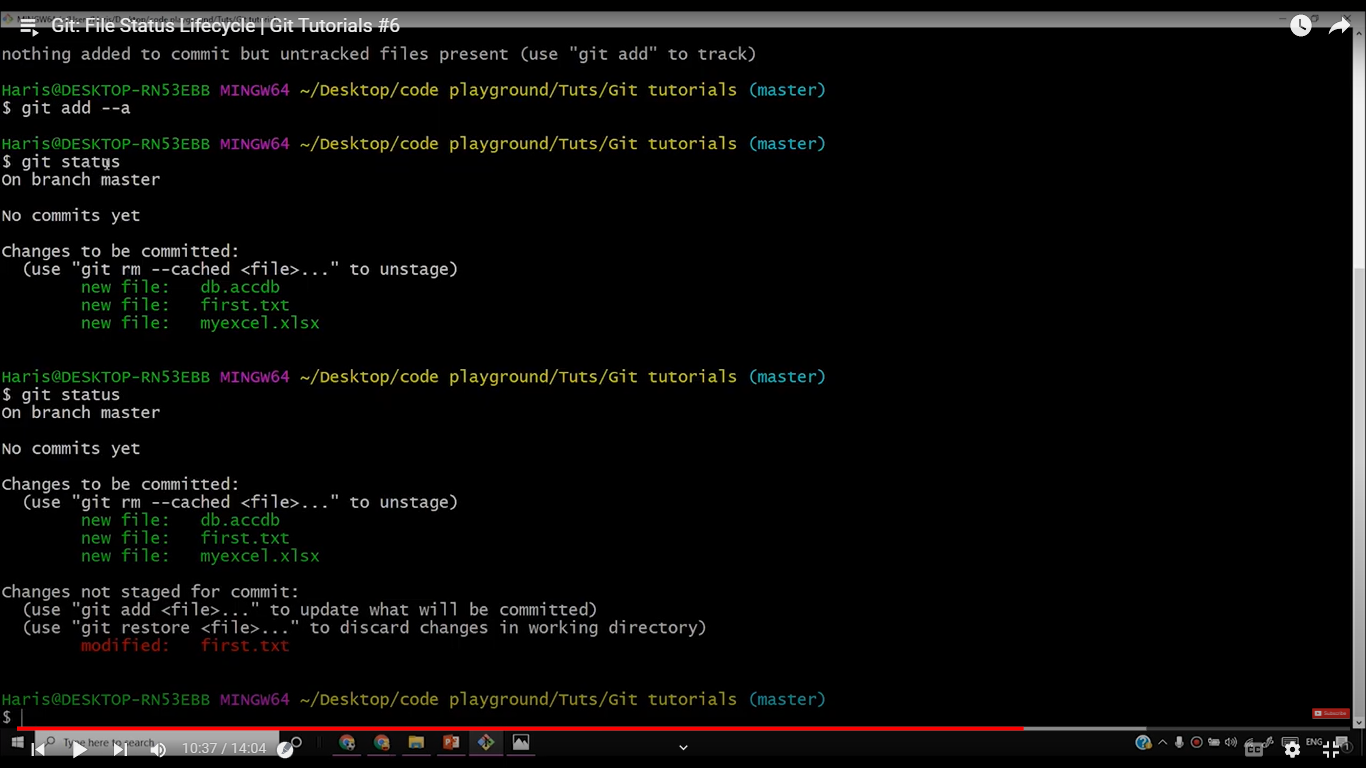 Git: File Status Lifecycle | Git Tutorials #6
nothing added to commit but untracked files present (use "git add" to track)
Haris@DESKTOP-RN53EBB MINGW64 ~/Desktop/code playground/Tuts/Git tutorials (master)
$ git add --a
Haris@DESKTOP-RN53EBB MINGW64 ~/Desktop/code playground/Tuts/Git tutorials (master)
$ git status
On branch master
No commits yet
Changes to be committed:
(use "git rm --cached <file>..." to unstage)
new file: db.accdb
new file: first.txt
new file: myexcel.xlsx
Haris@DESKTOP-RN53EBB MINGW64 ~/Desktop/code playground/Tuts/Git tutorials (master)
$ git status
On branch master
No commits yet
Changes to be committed:
(use "git rm --cached <file>..." to unstage)
new file: db.accdb
new file: first.txt
new file: myexcel.xlsx
Changes not staged for commit:
(use "git add <file>..." to update what will be committed)
(use "git restore <file>..." to discard changes in working directory)
modified: first.txt
Haris@DESKTOP-RN53EBB MINGW64 ~/Desktop/code playground/Tuts/Git tutorials (master)
$
Subscribe
Type here to search
10:37 / 14:04
CC
ENG
1